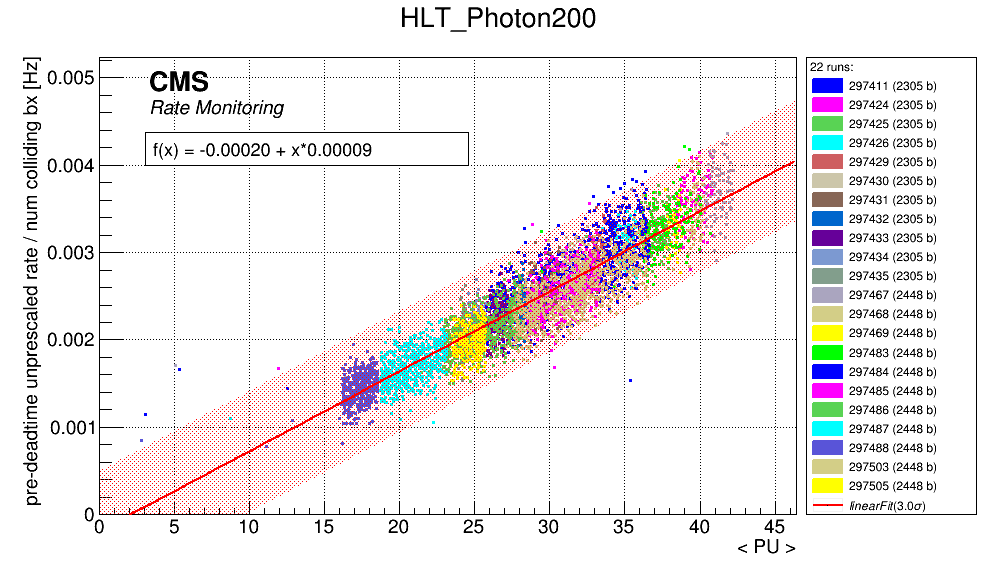 HLT_Photon200
pre-deadtime unprescaled rate / num colliding bx [Hz]
0.005
0.004
0.003
0.002
0.001
0
CMS
Rate Monitoring
f(x) = -0.00020 + x*0.00009
0 5 10 15 20 25 30 35 40 45
< PU >
22 runs:
297411 (2305 b)
297424 (2305 b)
297425 (2305 b)
297426 (2305 b)
297429 (2305 b)
297430 (2305 b)
297431 (2305 b)
297432 (2305 b)
297433 (2305 b)
297434 (2305 b)
297435 (2305 b)
297467 (2448 b)
297468 (2448 b)
297469 (2448 b)
297483 (2448 b)
297484 (2448 b)
297485 (2448 b)
297486 (2448 b)
297487 (2448 b)
297488 (2448 b)
297503 (2448 b)
297505 (2448 b)
linearFit(3.0σ)